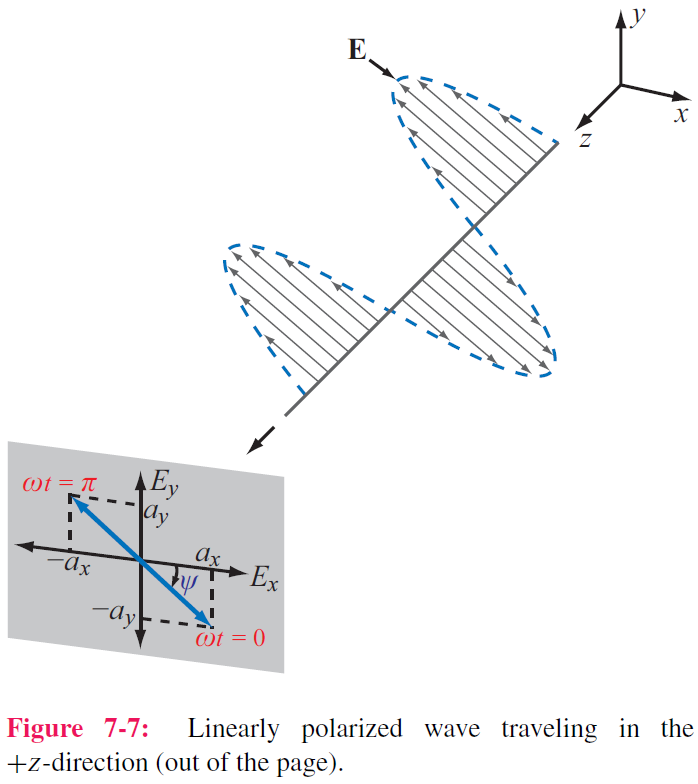 y
E
x
z
ωt = π
E_y
a_y
−a_x
a_x
E_x
ψ
−a_y
ωt = 0
Figure 7-7: Linearly polarized wave traveling in the
+z-direction (out of the page).